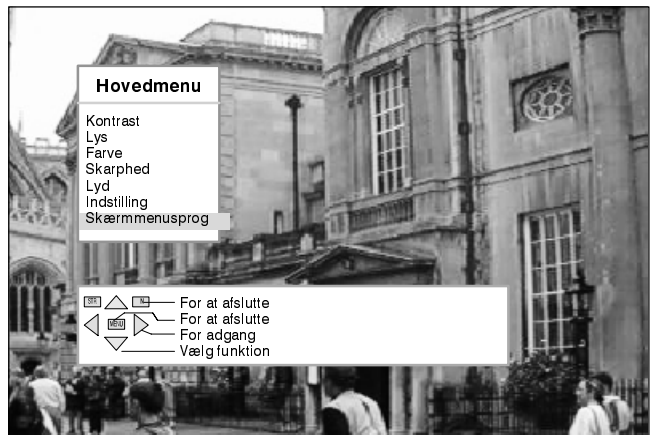 Hovedmenu
Kontrast
Lys
Farve
Skarphed
Lyd
Indstilling
Skærmmenusprog
STR
For at afslutte
MENU
For at afslutte
For adgang
Vælg funktion